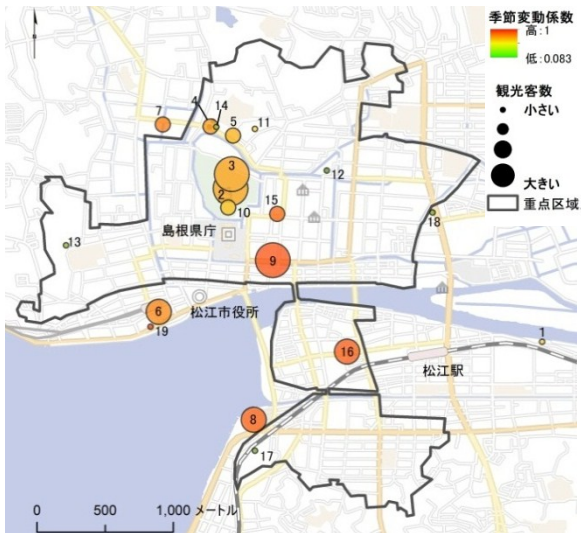 季節変動係数
高:1
低:0.083
観光客数
小さい
大きい
重点区域
4
14
7
5
11
3
12
2
10
15
18
島根県庁
13
9
6
松江市役所
19
1
16
松江駅
8
17
0 500 1,000 メートル